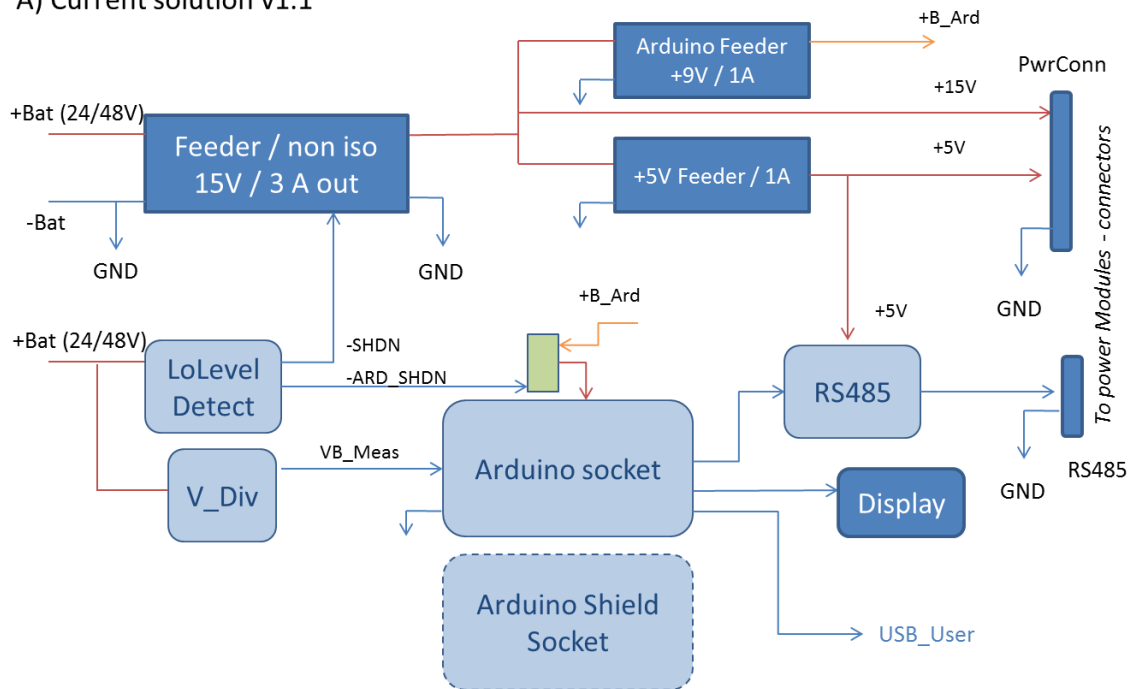 A) Current solution v1.1
+B_Ard
Arduino Feeder
+9V / 1A
PwrConn
+Bat (24/48V)
+15V
Feeder / non iso
15V / 3 A out
+5V
+5V Feeder / 1A
-Bat
GND
GND
GND
To power Modules - connectors
+B_Ard
+5V
+Bat (24/48V)
-SHDN
LoLevel
Detect
-ARD_SHDN
RS485
VB_Meas
Arduino socket
RS485
V_Div
GND
Display
Arduino Shield
Socket
USB_User